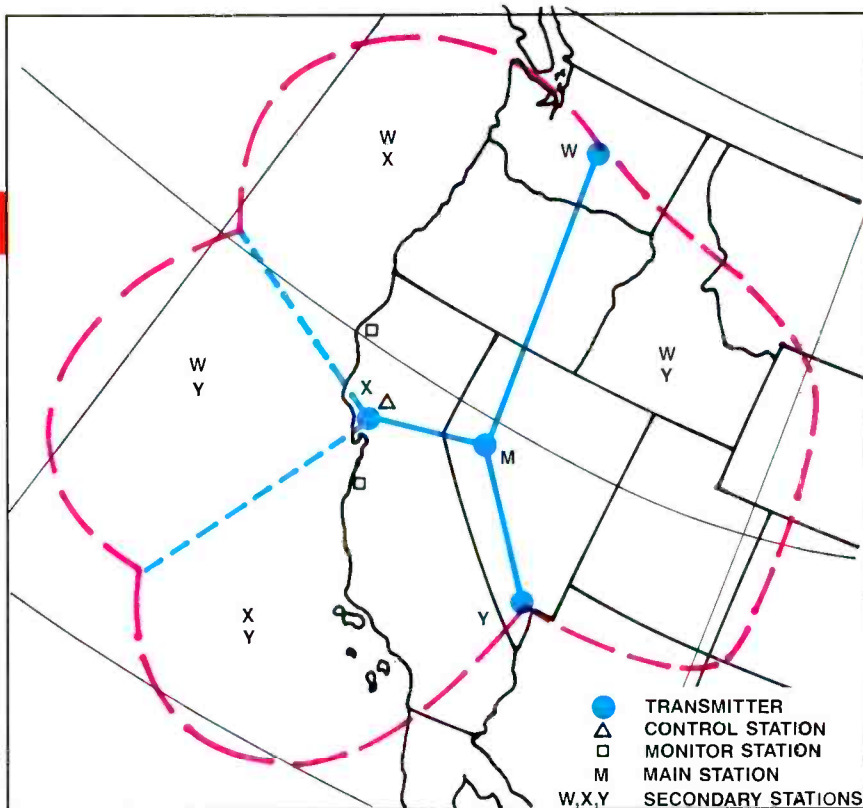 W
X
W
W
Y
W
Y
X
M
X
Y
Y
TRANSMITTER
CONTROL STATION
MONITOR STATION
M MAIN STATION
W,X,Y SECONDARY STATIONS